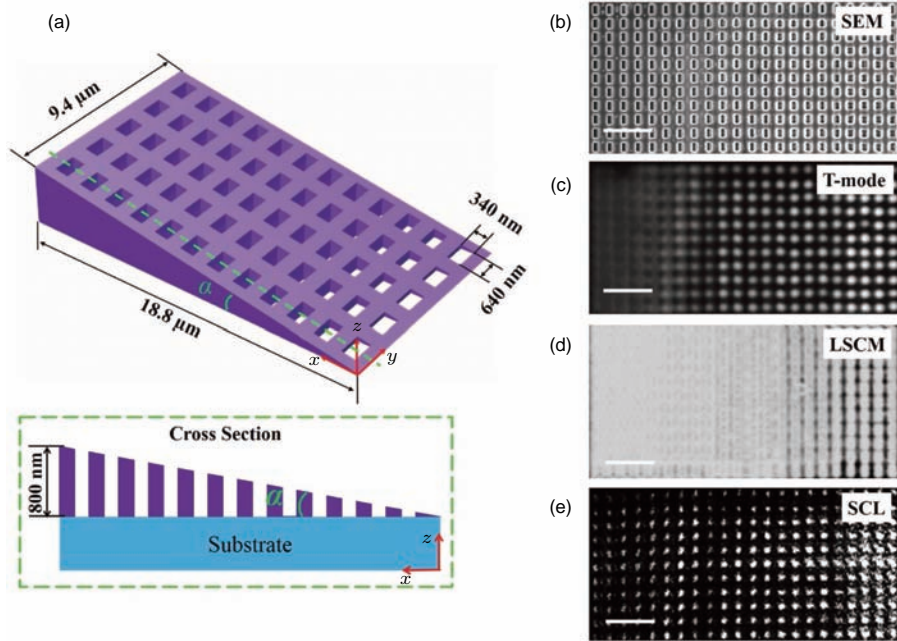 (a)
9.4 μm
340 nm
640 nm
18.8 μm
α
z
x
y
Cross Section
800 nm
α
Substrate
z
x
(b)
SEM
(c)
T-mode
(d)
LSCM
(e)
SCL